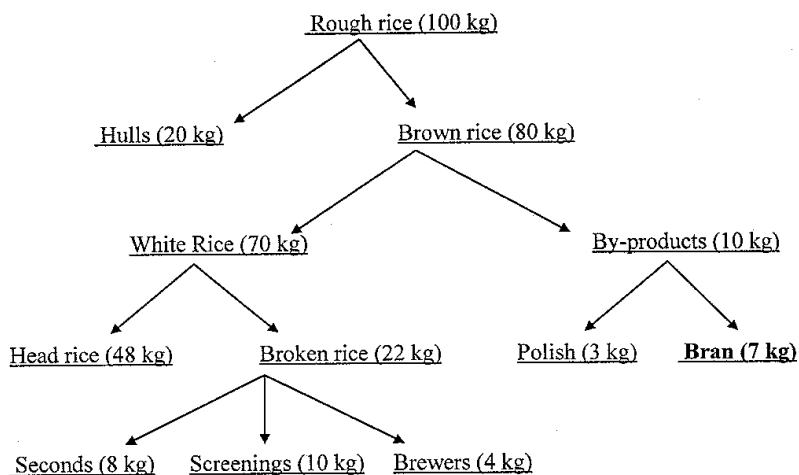 Rough rice (100 kg)
Hulls (20 kg)
Brown rice (80 kg)
White Rice (70 kg)
By-products (10 kg)
Head rice (48 kg)
Broken rice (22 kg)
Polish (3 kg)
Bran (7 kg)
Seconds (8 kg)
Screenings (10 kg)
Brewers (4 kg)